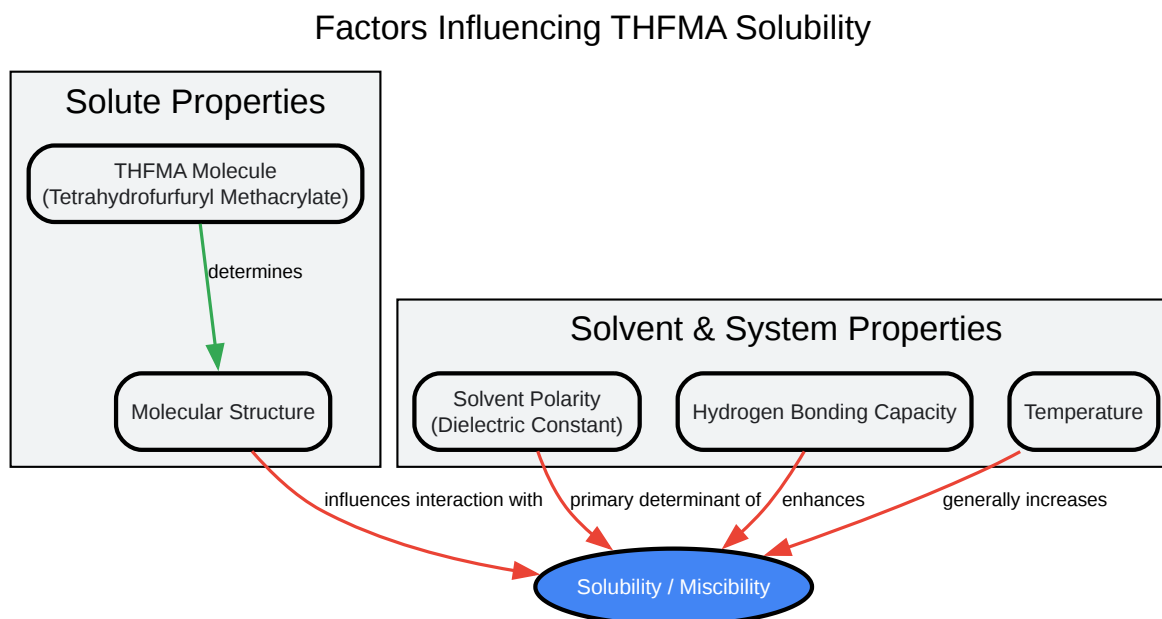 Factors Influencing THFMA Solubility
Solute Properties
THFMA Molecule
(Tetrahydrofurfuryl Methacrylate)
determines
Molecular Structure
Solvent & System Properties
Solvent Polarity
(Dielectric Constant)
Hydrogen Bonding Capacity
Temperature
influences interaction with
primary determinant of
enhances
generally increases
Solubility / Miscibility